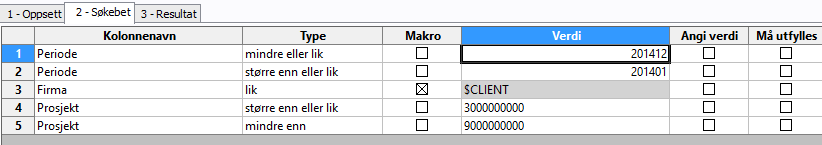 1 - Oppsett 2 - Søkebet 3 - Resultat
Kolonnenavn Type Makro Verdi Angi verdi Må utfylles
1 Periode mindre eller lik 201412
2 Periode større enn eller lik 201401
3 Firma lik $CLIENT
4 Prosjekt større enn eller lik 3000000000
5 Prosjekt mindre enn 9000000000